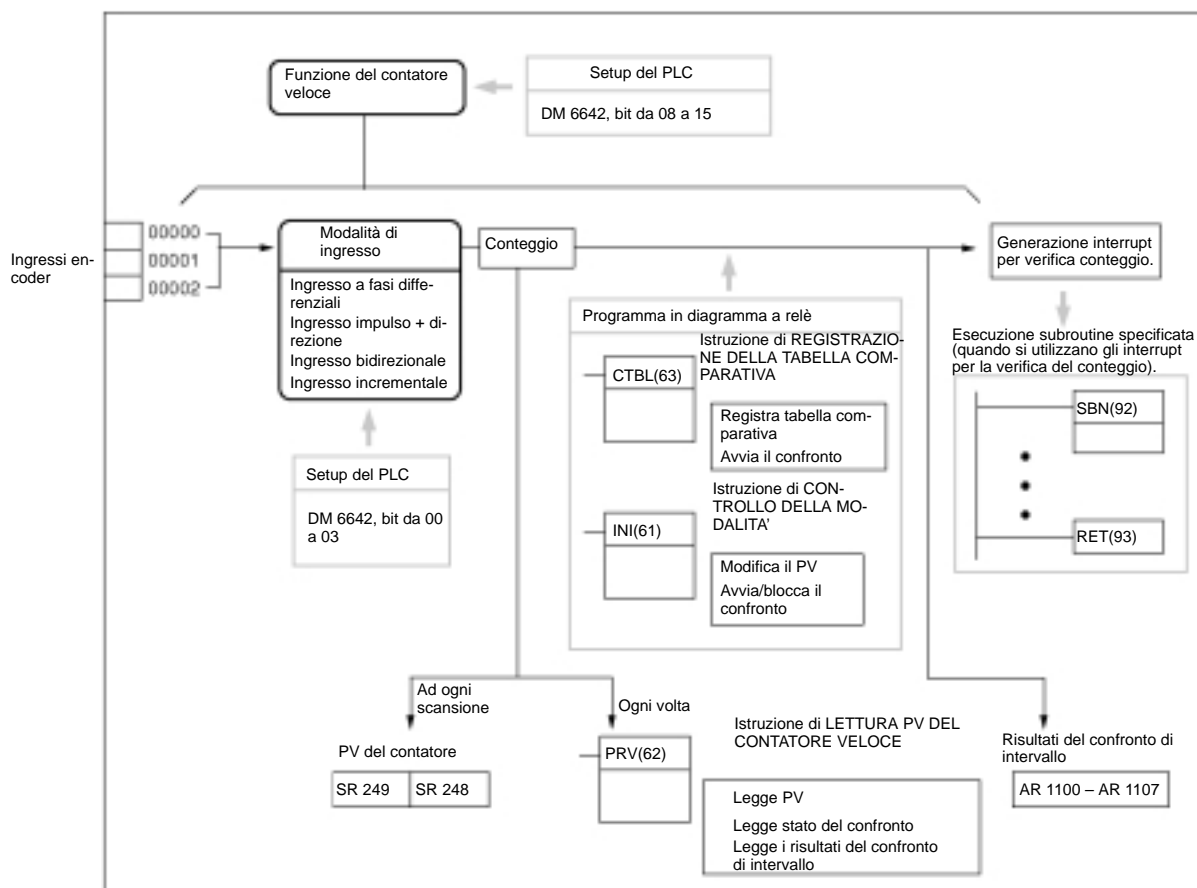 Funzione del contatore
veloce
Setup del PLC
DM 6642, bit da 08 a 15
Ingressi en-
coder
00000
00001
00002
Modalità di
ingresso
Ingresso a fasi diffe-
renziali
Ingresso impulso + di-
rezione
Ingresso bidirezionale
Ingresso incrementale
Conteggio
Generazione interrupt
per verifica conteggio.
Setup del PLC
DM 6642, bit da 00
a 03
Programma in diagramma a relè
Istruzione di REGISTRAZIO-
NE DELLA TABELLA COM-
PARATIVA
CTBL(63)
Registra tabella com-
parativa
Avvia il confronto
Istruzione di CON-
TROLLO DELLA MO-
DALITA’
INI(61)
Modifica il PV
Avvia/blocca il
confronto
Esecuzione subroutine specificata
(quando si utilizzano gli interrupt
per la verifica del conteggio).
SBN(92)
RET(93)
Ad ogni
scansione
PV del contatore
SR 249 SR 248
Ogni volta
PRV(62)
Istruzione di LETTURA PV DEL
CONTATORE VELOCE
Legge PV
Legge stato del confronto
Legge i risultati del confronto
di intervallo
Risultati del confronto di
intervallo
AR 1100 – AR 1107